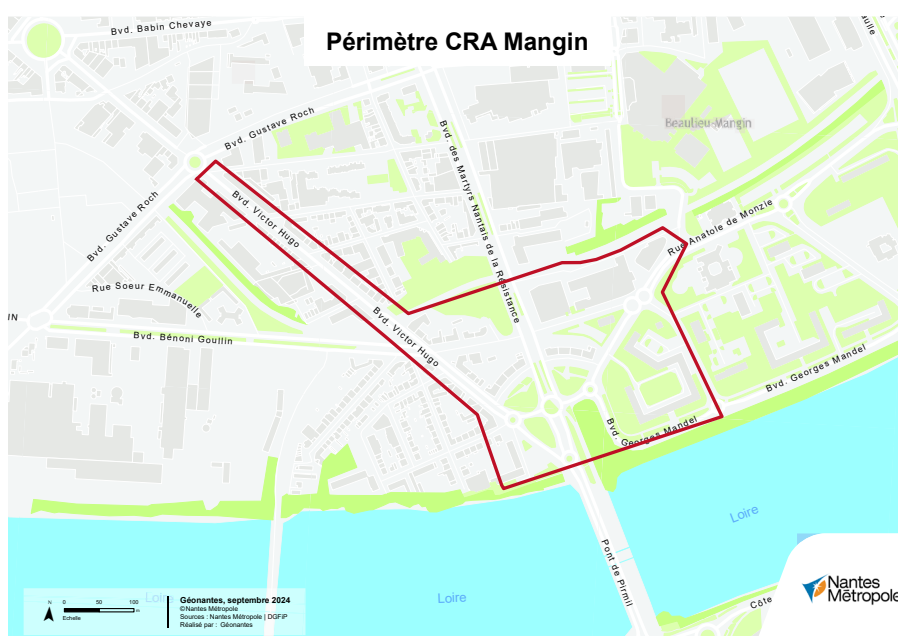 Périmètre CRA Mangin
Bvd. Babin Chevaye
Bvd. Gustave Roch
Bvd. des Martyrs Nantais de la Résistance
Beaulieu-Mangin
Bvd. Gustave Roch
Bvd. Victor Hugo
Rue Anatole de Monzie
Rue Soeur Emmanuelle
IN
Bvd. Bénoni Goullin
Bvd. Victor Hugo
Bvd. Georges Mandel
Bvd. Georges Mandel
Loire
Pont de Pirmil
Loire
Loire
Côte
Nantes
Métropole
N
0 50 100
m
Echelle
Géonantes, septembre 2024
©Nantes Métropole
Sources : Nantes Métropole | DGFiP
Réalisé par : Géonantes